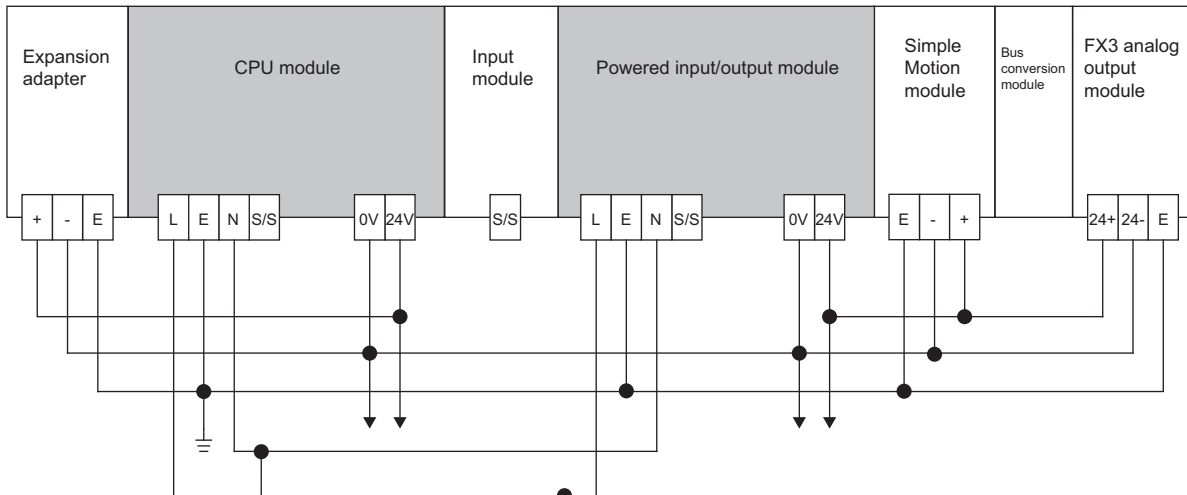 Expansion
adapter
CPU module
Input
module
Powered input/output module
Simple
Motion
module
Bus
conversion
module
FX3 analog
output
module
+ - E
L E N S/S
0V 24V
S/S
L E N S/S
0V 24V
E - +
24+ 24- E